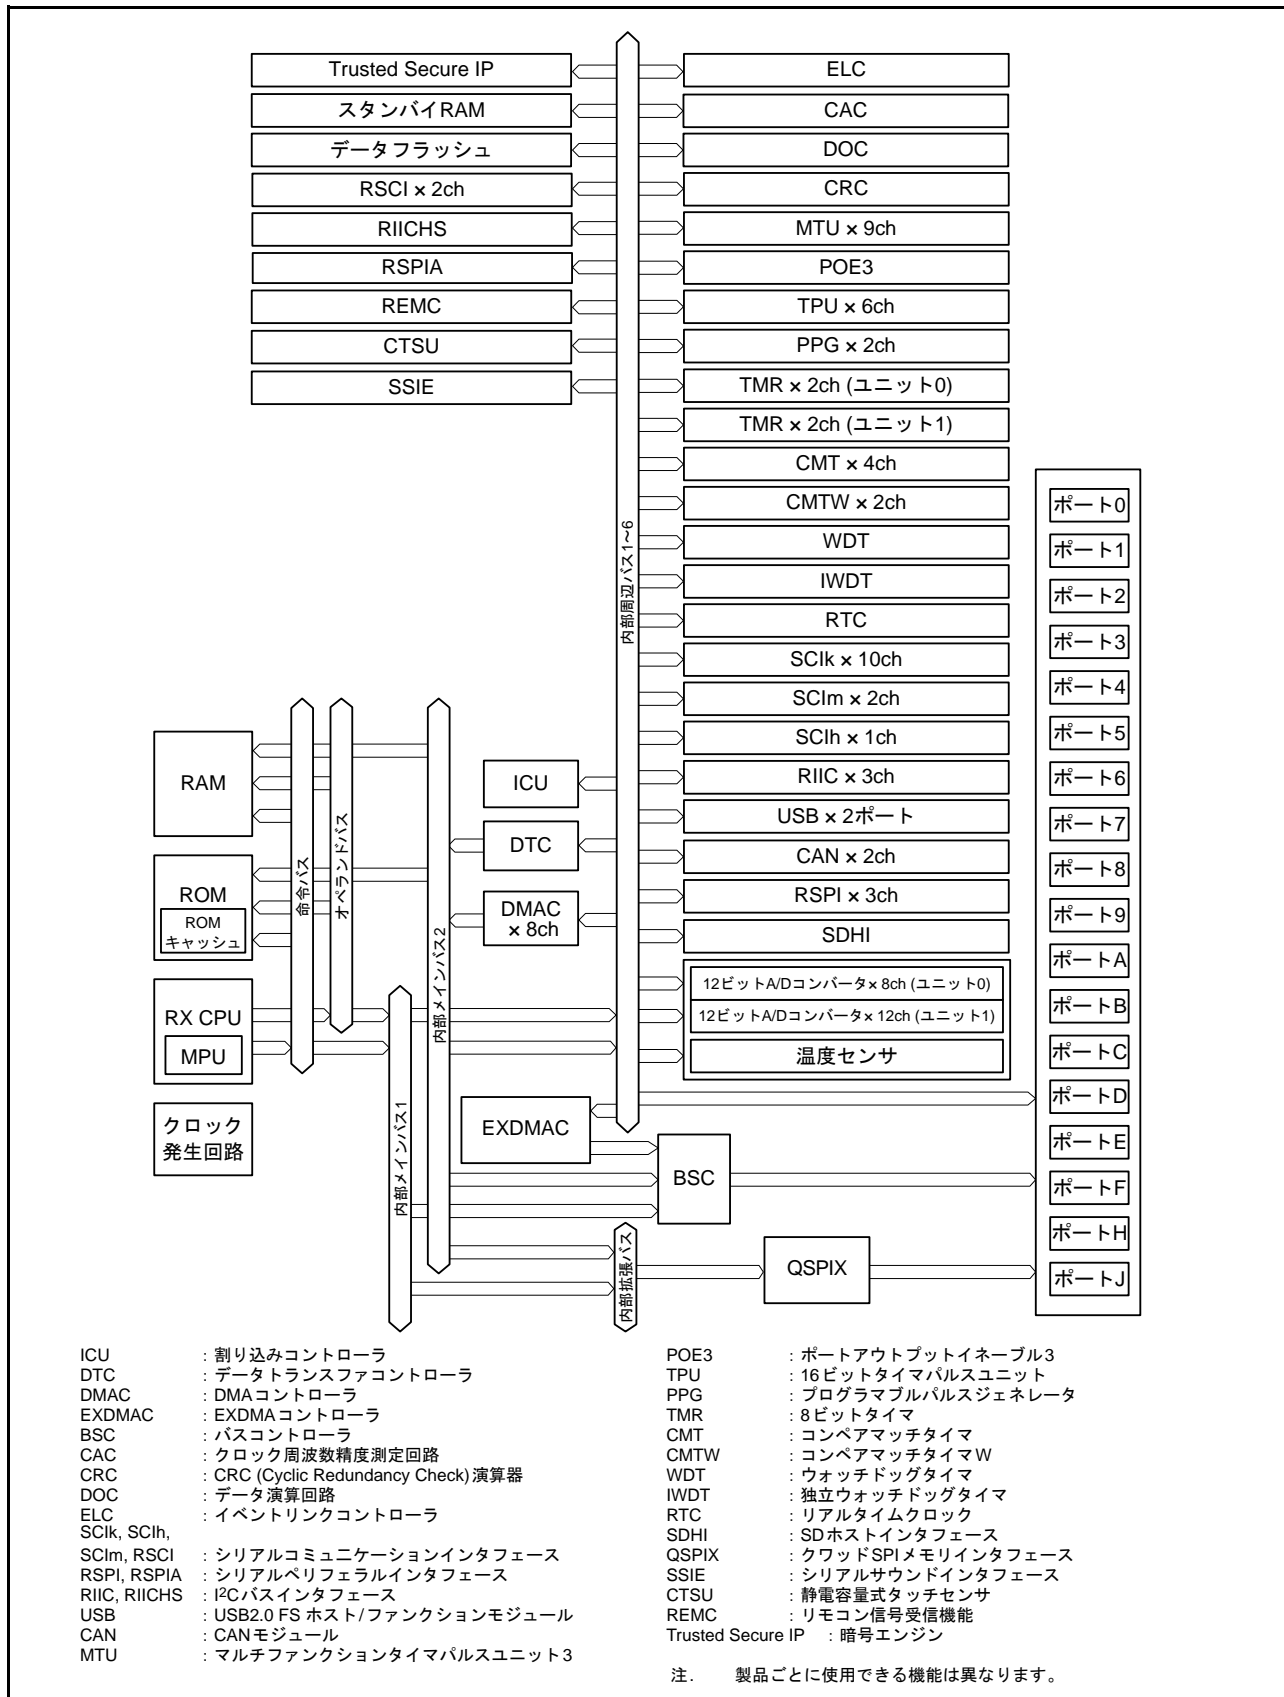 Trusted Secure IP
スタンバイRAM
データフラッシュ
RSCI × 2ch
RIICHS
RSPIA
REMC
CTSU
SSIE
ELC
CAC
DOC
CRC
MTU × 9ch
POE3
TPU × 6ch
PPG × 2ch
TMR × 2ch (ユニット0)
TMR × 2ch (ユニット1)
CMT × 4ch
CMTW × 2ch
WDT
IWDT
RTC
SCIk × 10ch
SCIm × 2ch
SCIh × 1ch
RIIC × 3ch
USB × 2ポート
CAN × 2ch
RSPI × 3ch
SDHI
12ビットA/Dコンバータ× 8ch (ユニット0)
12ビットA/Dコンバータ× 12ch (ユニット1)
温度センサ
内部周辺バス1～6
ポート0
ポート1
ポート2
ポート3
ポート4
ポート5
ポート6
ポート7
ポート8
ポート9
ポートA
ポートB
ポートC
ポートD
ポートE
ポートF
ポートH
ポートJ
RAM
ROM
ROM
キャッシュ
RX CPU
MPU
クロック
発生回路
命令バス
オペランドバス
内部メインバス1
内部メインバス2
ICU
DTC
DMAC
× 8ch
EXDMAC
BSC
内部拡張バス
QSPIX
ICU : 割り込みコントローラ
DTC : データトランスファコントローラ
DMAC : DMAコントローラ
EXDMAC : EXDMAコントローラ
BSC : バスコントローラ
CAC : クロック周波数精度測定回路
CRC : CRC (Cyclic Redundancy Check)演算器
DOC : データ演算回路
ELC : イベントリンクコントローラ
SCIk, SCIh,
SCIm, RSCI : シリアルコミュニケーションインタフェース
RSPI, RSPIA : シリアルペリフェラルインタフェース
RIIC, RIICHS : I²Cバスインタフェース
USB : USB2.0 FS ホスト/ファンクションモジュール
CAN : CANモジュール
MTU : マルチファンクションタイマパルスユニット3
POE3 : ポートアウトプットイネーブル3
TPU : 16ビットタイマパルスユニット
PPG : プログラマブルパルスジェネレータ
TMR : 8ビットタイマ
CMT : コンペアマッチタイマ
CMTW : コンペアマッチタイマW
WDT : ウォッチドッグタイマ
IWDT : 独立ウォッチドッグタイマ
RTC : リアルタイムクロック
SDHI : SDホストインタフェース
QSPIX : クワッドSPIメモリインタフェース
SSIE : シリアルサウンドインタフェース
CTSU : 静電容量式タッチセンサ
REMC : リモコン信号受信機能
Trusted Secure IP : 暗号エンジン
注. 製品ごとに使用できる機能は異なります。